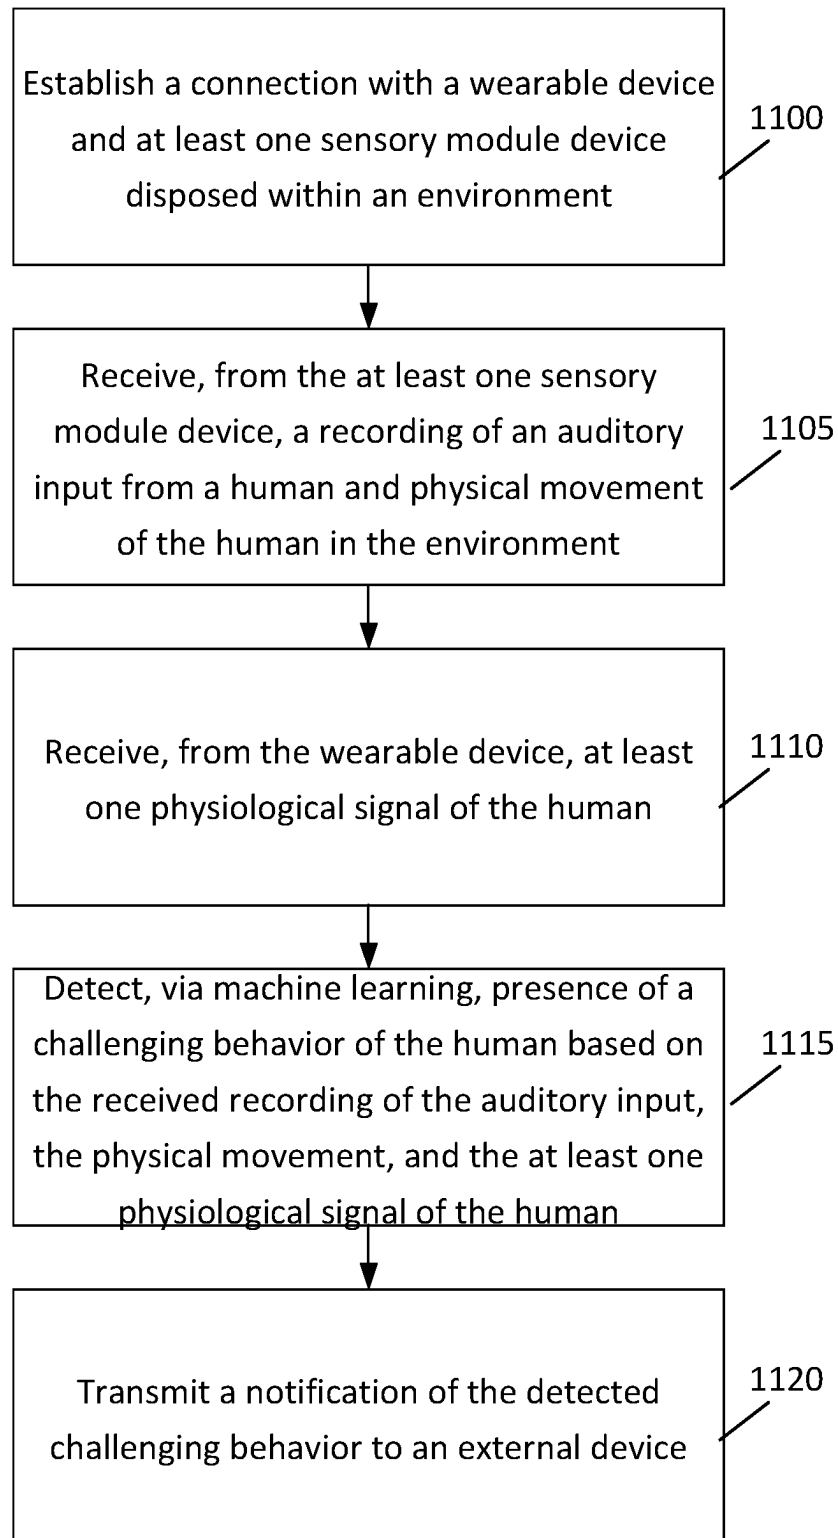 Establish a connection with a wearable device
and at least one sensory module device
disposed within an environment
1100
Receive, from the at least one sensory
module device, a recording of an auditory
input from a human and physical movement
of the human in the environment
1105
Receive, from the wearable device, at least
one physiological signal of the human
1110
Detect, via machine learning, presence of a
challenging behavior of the human based on
the received recording of the auditory input,
the physical movement, and the at least one
physiological signal of the human
1115
Transmit a notification of the detected
challenging behavior to an external device
1120